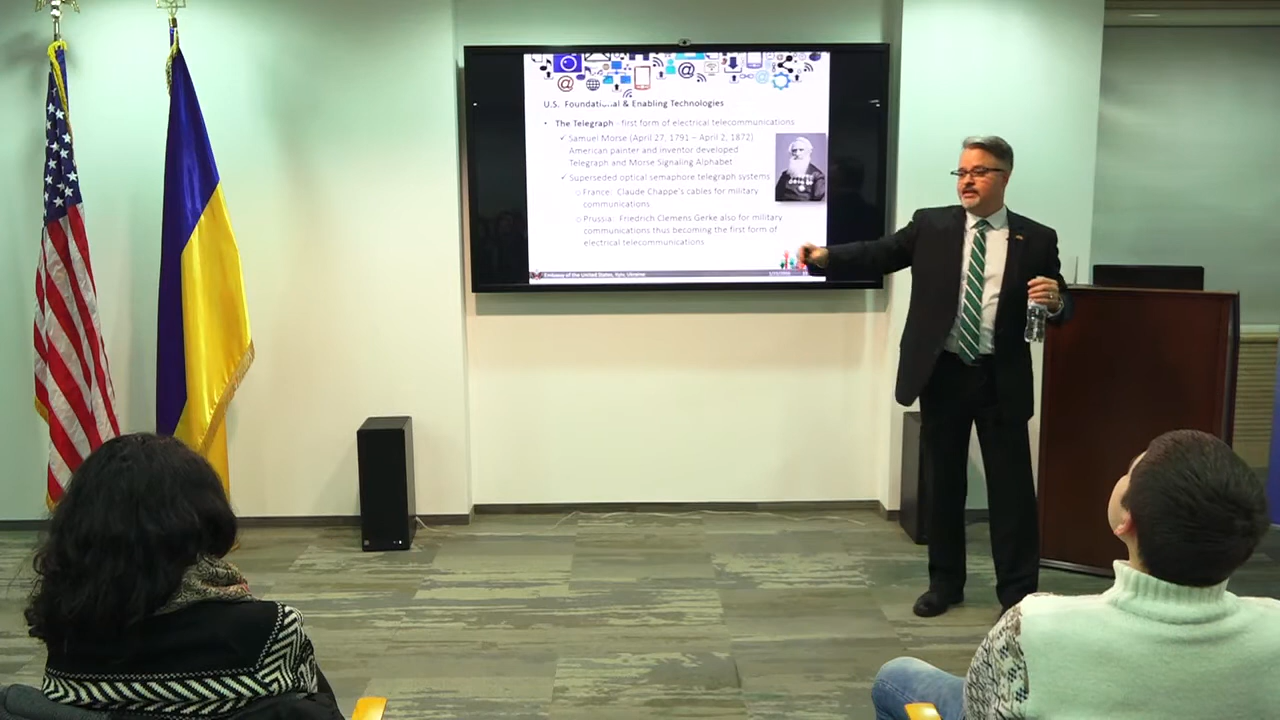 U.S. Foundational & Enabling Technologies
• The Telegraph - first form of electrical telecommunications
✓ Samuel Morse (April 27, 1791 – April 2, 1872)
American painter and inventor developed
Telegraph and Morse Signaling Alphabet
✓ Superseded optical semaphore telegraph systems
○ France: Claude Chappe's cables for military
communications
○ Prussia: Friedrich Clemens Gerke also for military
communications thus becoming the first form of
electrical telecommunications
Embassy of the United States, Kyiv, Ukraine